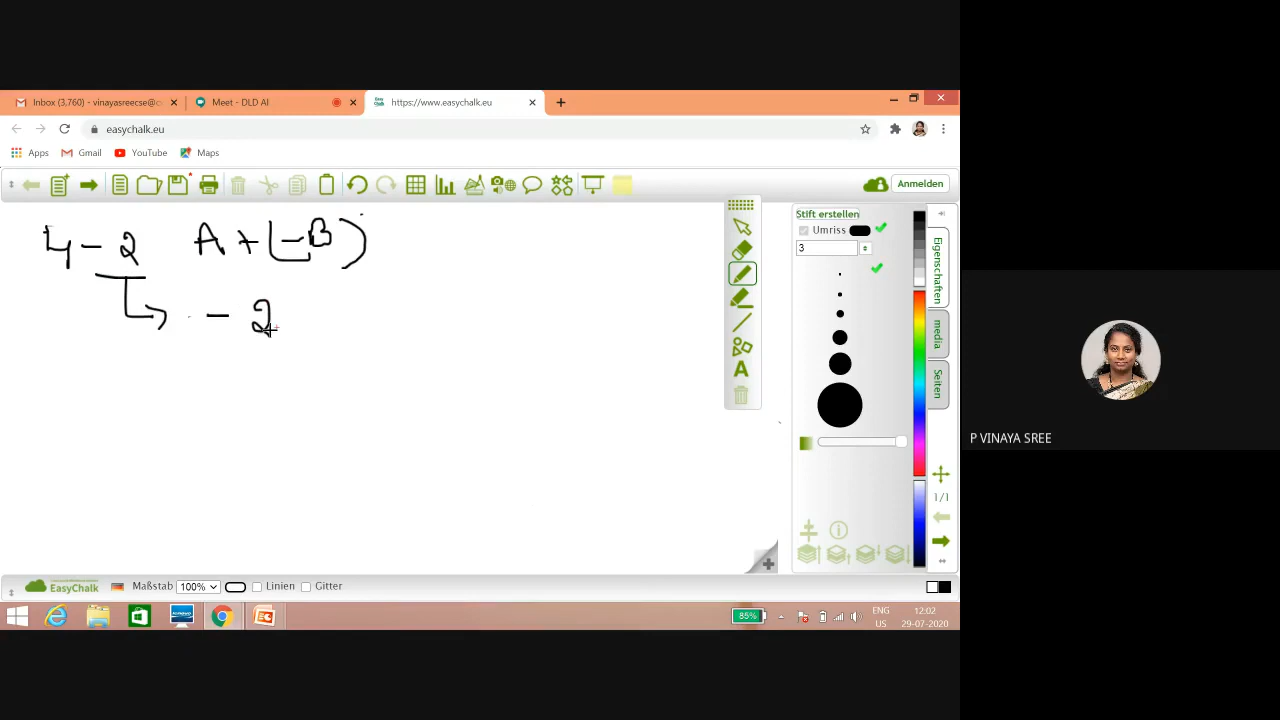 Inbox (3,760) - vinayasreecse@c
Meet - DLD AI
https://www.easychalk.eu
easychalk.eu
Apps
Gmail
YouTube
Maps
Anmelden
4 - 2 A + (-B)
- 2
Stift erstellen
Umriss
3
Eigenschaften
media
Seiten
1/1
P VINAYA SREE
EasyChalk
Maßstab 100%
Linien
Gitter
85%
ENG
US
12:02
29-07-2020